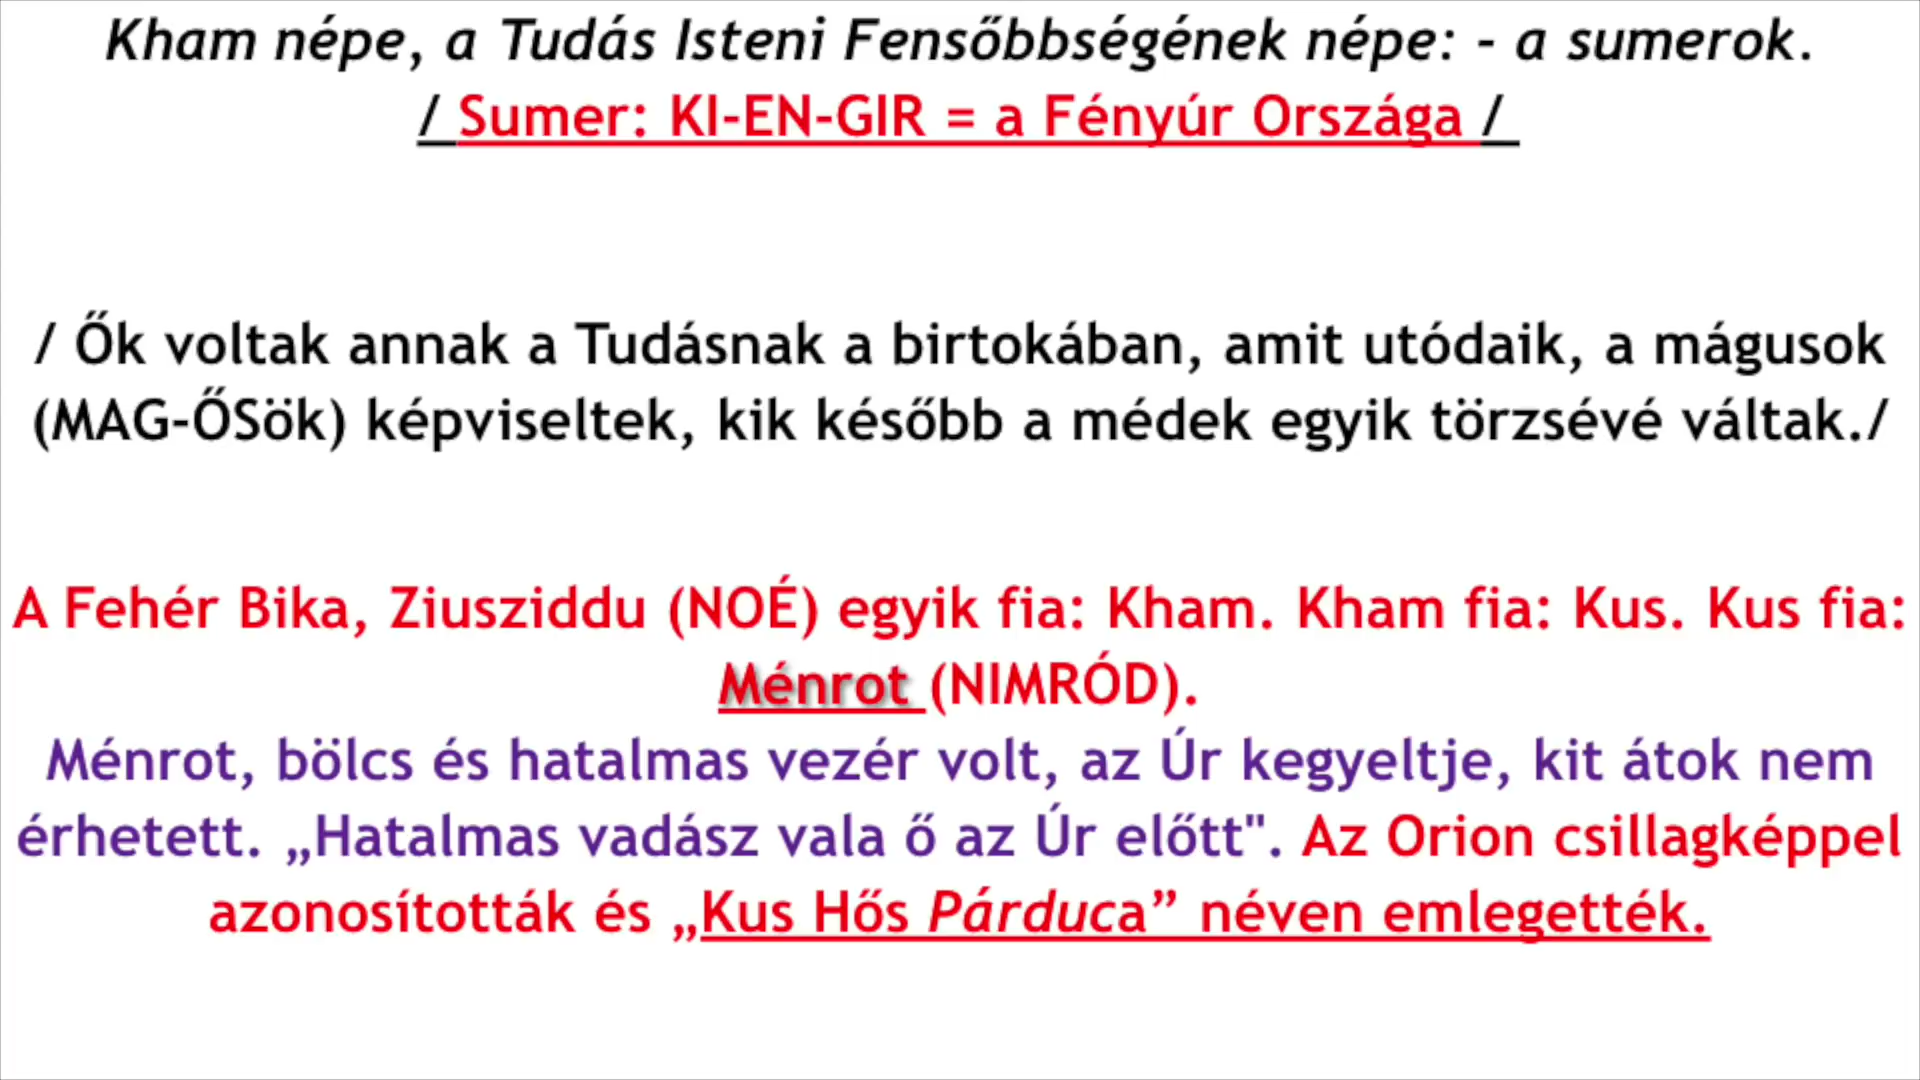 Kham népe, a Tudás Isteni Fensőbbségének népe: - a sumerok.
/ Sumer: KI-EN-GIR = a Fényúr Országa /
/ Ők voltak annak a Tudásnak a birtokában, amit utódaik, a mágusok
(MAG-ŐSök) képviseltek, kik később a médek egyik törzsévé váltak./
A Fehér Bika, Ziusziddu (NOÉ) egyik fia: Kham. Kham fia: Kus. Kus fia:
Ménrot (NIMRÓD).
Ménrot, bölcs és hatalmas vezér volt, az Úr kegyeltje, kit átok nem
érhetett. „Hatalmas vadász vala ő az Úr előtt". Az Orion csillagképpel
azonosították és „Kus Hős Párduca” néven emlegették.